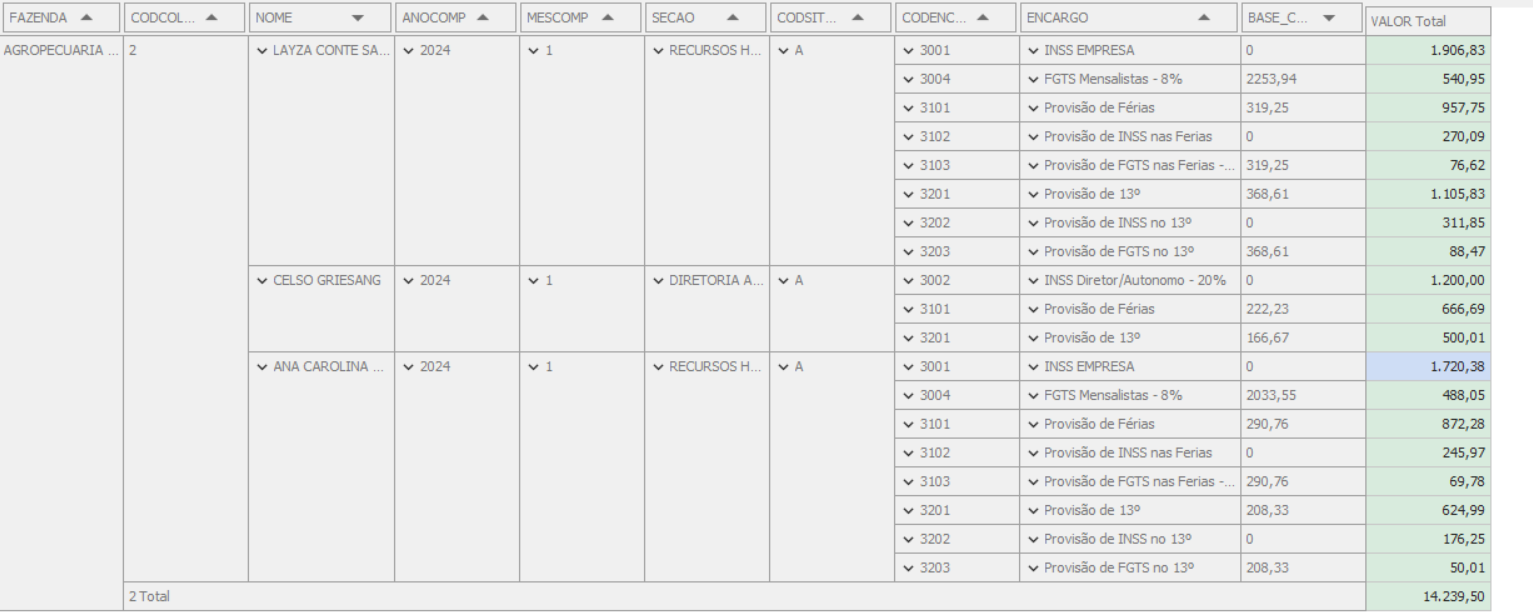 FAZENDA CODCOL... NOME ANOCOMP MESCOMP SECAO CODSIT... CODENC... ENCARGO BASE_C... VALOR Total
AGROPECUARIA ... 2 LAYZA CONTE SA... 2024 1 RECURSOS H... A 3001 INSS EMPRESA 0 1.906,83
3004 FGTS Mensalistas - 8% 2253,94 540,95
3101 Provisão de Férias 319,25 957,75
3102 Provisão de INSS nas Ferias 0 270,09
3103 Provisão de FGTS nas Ferias -... 319,25 76,62
3201 Provisão de 13º 368,61 1.105,83
3202 Provisão de INSS no 13º 0 311,85
3203 Provisão de FGTS no 13º 368,61 88,47
CELSO GRIESANG 2024 1 DIRETORIA A... A 3002 INSS Diretor/Autonomo - 20% 0 1.200,00
3101 Provisão de Férias 222,23 666,69
3201 Provisão de 13º 166,67 500,01
ANA CAROLINA ... 2024 1 RECURSOS H... A 3001 INSS EMPRESA 0 1.720,38
3004 FGTS Mensalistas - 8% 2033,55 488,05
3101 Provisão de Férias 290,76 872,28
3102 Provisão de INSS nas Ferias 0 245,97
3103 Provisão de FGTS nas Ferias -... 290,76 69,78
3201 Provisão de 13º 208,33 624,99
3202 Provisão de INSS no 13º 0 176,25
3203 Provisão de FGTS no 13º 208,33 50,01
2 Total 14.239,50